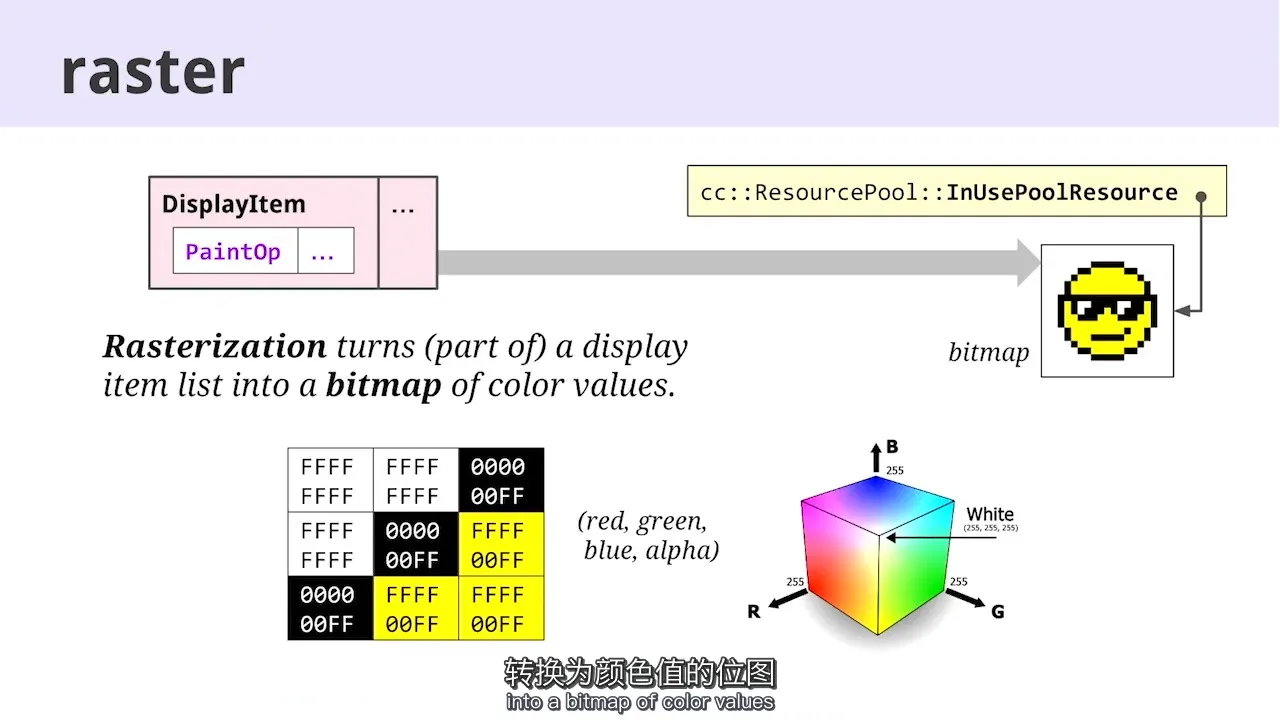 raster
DisplayItem
...
PaintOp
...
cc::ResourcePool::InUsePoolResource
bitmap
Rasterization turns (part of) a display
item list into a bitmap of color values.
FFFF FFFF 0000
FFFF FFFF 00FF
FFFF 0000 FFFF
FFFF 00FF 00FF
0000 FFFF FFFF
00FF 00FF 00FF
(red, green,
blue, alpha)
B
255
White
(255, 255, 255)
255
255
R
G
转换为颜色值的位图
into a bitmap of color values